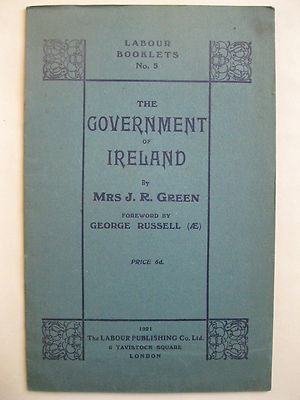 LABOUR
BOOKLETS
No. 5
THE
GOVERNMENT
OF
IRELAND
By
MRS J. R. GREEN
FOREWORD BY
GEORGE RUSSELL (Æ)
PRICE 6d.
1921
The LABOUR PUBLISHING Co. Ltd.
6 TAVISTOCK SQUARE
LONDON